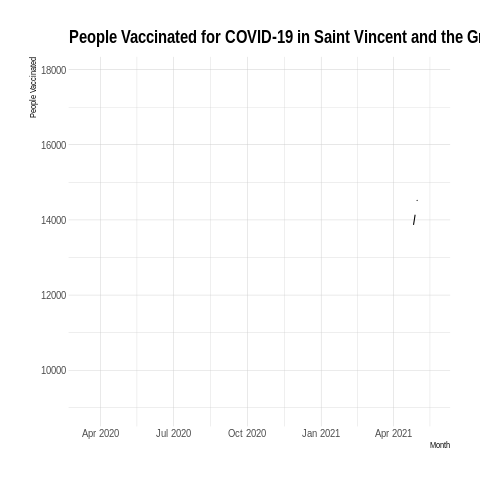 People Vaccinated for COVID-19 in Saint Vincent and the Gr
People Vaccinated
18000
16000
14000
12000
10000
Apr 2020 Jul 2020 Oct 2020 Jan 2021 Apr 2021
Month